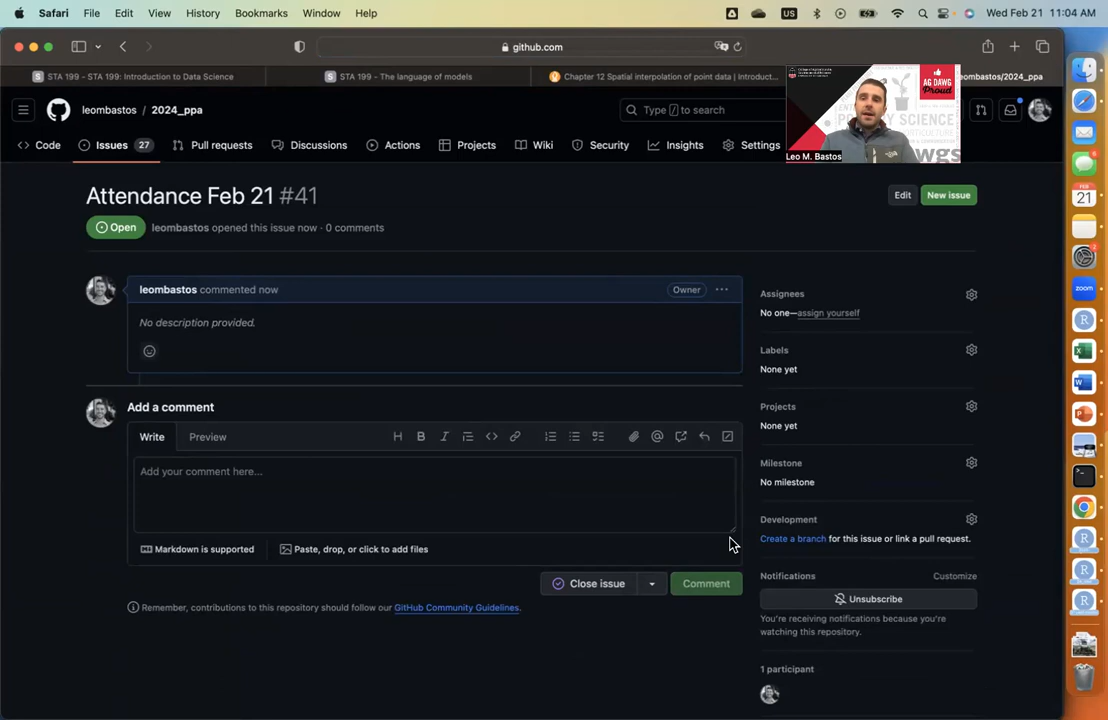 Safari File Edit View History Bookmarks Window Help US Wed Feb 21 11:04 AM
github.com
STA 199 - STA 199: Introduction to Data Science STA 199 - The language of models Chapter 12 Spatial interpolation of point data | Introduct... ombastos/2024_ppa
leombastos / 2024_ppa Type / to search
AG DAWG
PROUD
Leo M. Bastos
Code Issues 27 Pull requests Discussions Actions Projects Wiki Security Insights Settings
Attendance Feb 21 #41 Edit New issue
Open leombastos opened this issue now · 0 comments
leombastos commented now Owner
No description provided.
Add a comment
Write Preview
Add your comment here...
Markdown is supported Paste, drop, or click to add files
Close issue Comment
Remember, contributions to this repository should follow our GitHub Community Guidelines.
Assignees
No one—assign yourself
Labels
None yet
Projects
None yet
Milestone
No milestone
Development
Create a branch for this issue or link a pull request.
Notifications Customize
Unsubscribe
You're receiving notifications because you're
watching this repository.
1 participant
FEB
21
zoom